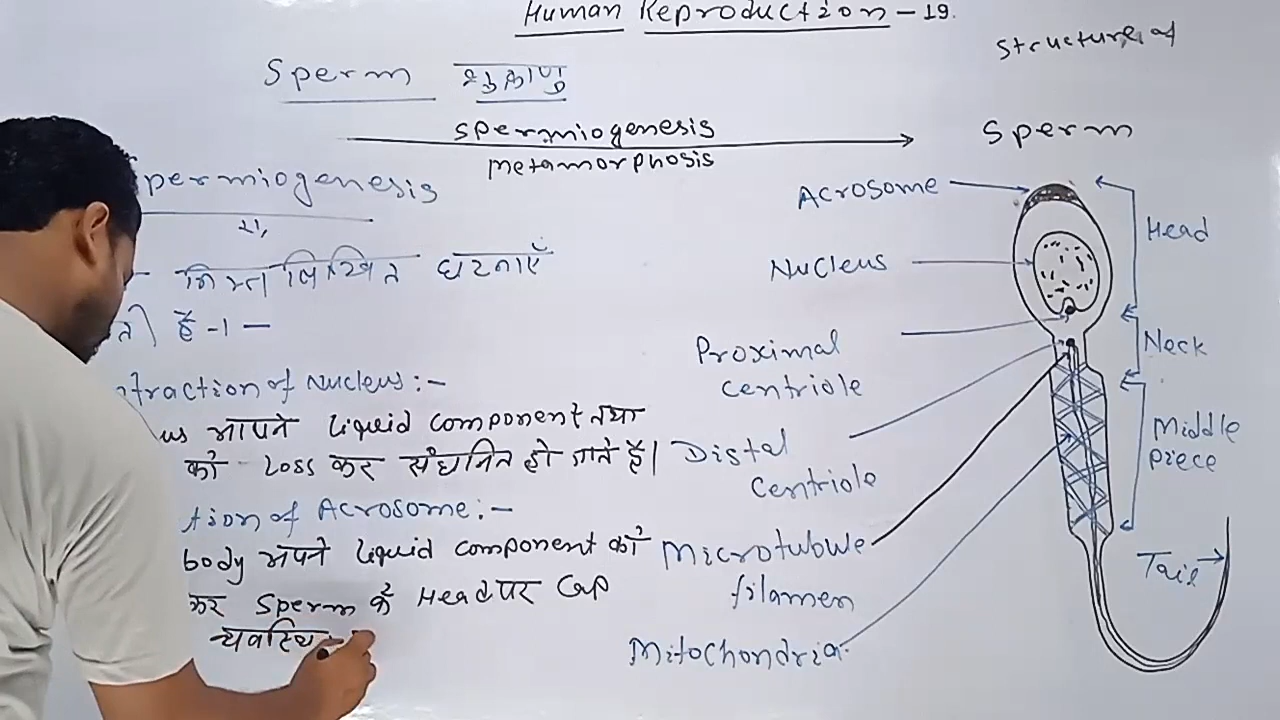 Human Reproduction - 19.
Structure of
Sperm शुक्राणु
Sperm
spermiogenesis
metamorphosis
permiogenesis
में,
निम्नलिखित घटनाएँ
ती हैं -। -
Acrosome
Head
Nucleus
Neck
Proximal
centriole
Middle
piece
Distal
centriole
Microtubule
filamen
Mitochondria
Tail
ntraction of Nucleus :-
us आपने liquid component तथा
को Loss कर संघनित हो जाते हैं।
tion of Acrosome :-
body अपने liquid component को
कर Sperm के Head पर Cap